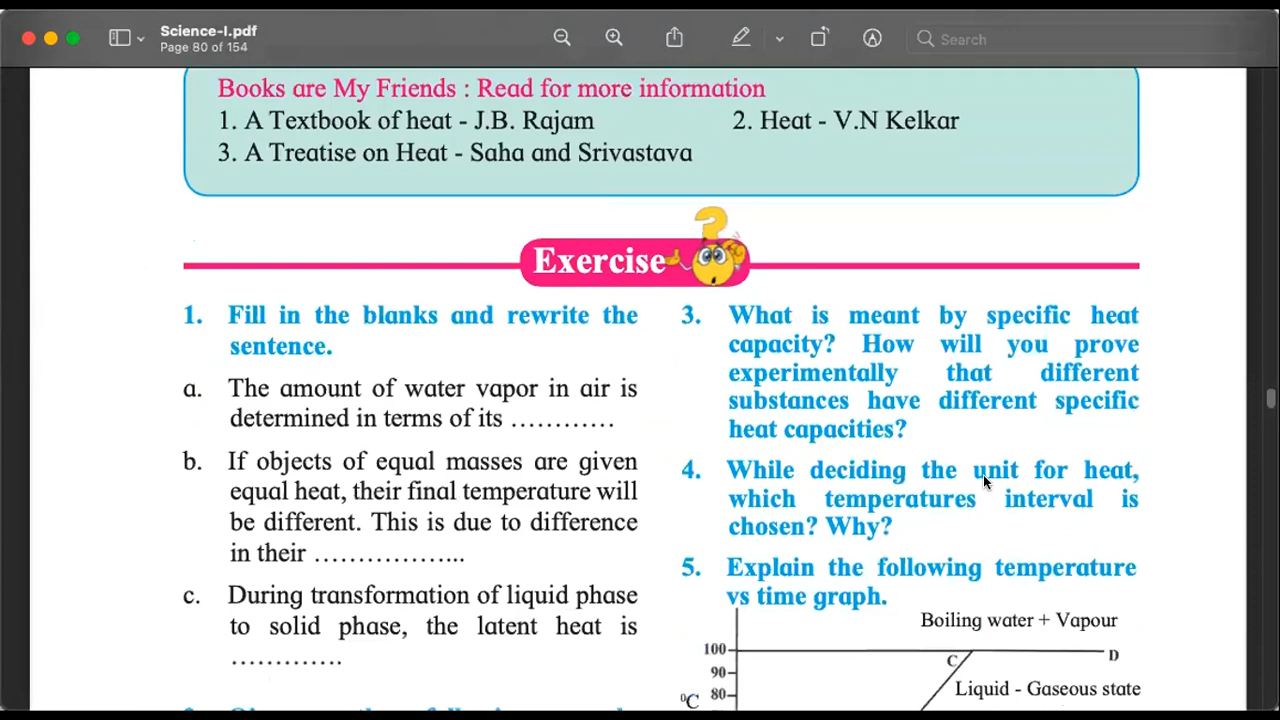 Science-I.pdf
Page 80 of 154
Search
Books are My Friends : Read for more information
1. A Textbook of heat - J.B. Rajam
2. Heat - V.N Kelkar
3. A Treatise on Heat - Saha and Srivastava
Exercise
1. Fill in the blanks and rewrite the
sentence.
a. The amount of water vapor in air is
determined in terms of its …………
b. If objects of equal masses are given
equal heat, their final temperature will
be different. This is due to difference
in their ……………...
c. During transformation of liquid phase
to solid phase, the latent heat is
………….
3. What is meant by specific heat
capacity? How will you prove
experimentally that different
substances have different specific
heat capacities?
4. While deciding the unit for heat,
which temperatures interval is
chosen? Why?
5. Explain the following temperature
vs time graph.
Boiling water + Vapour
100
C
D
90
Liquid - Gaseous state
⁰C
80